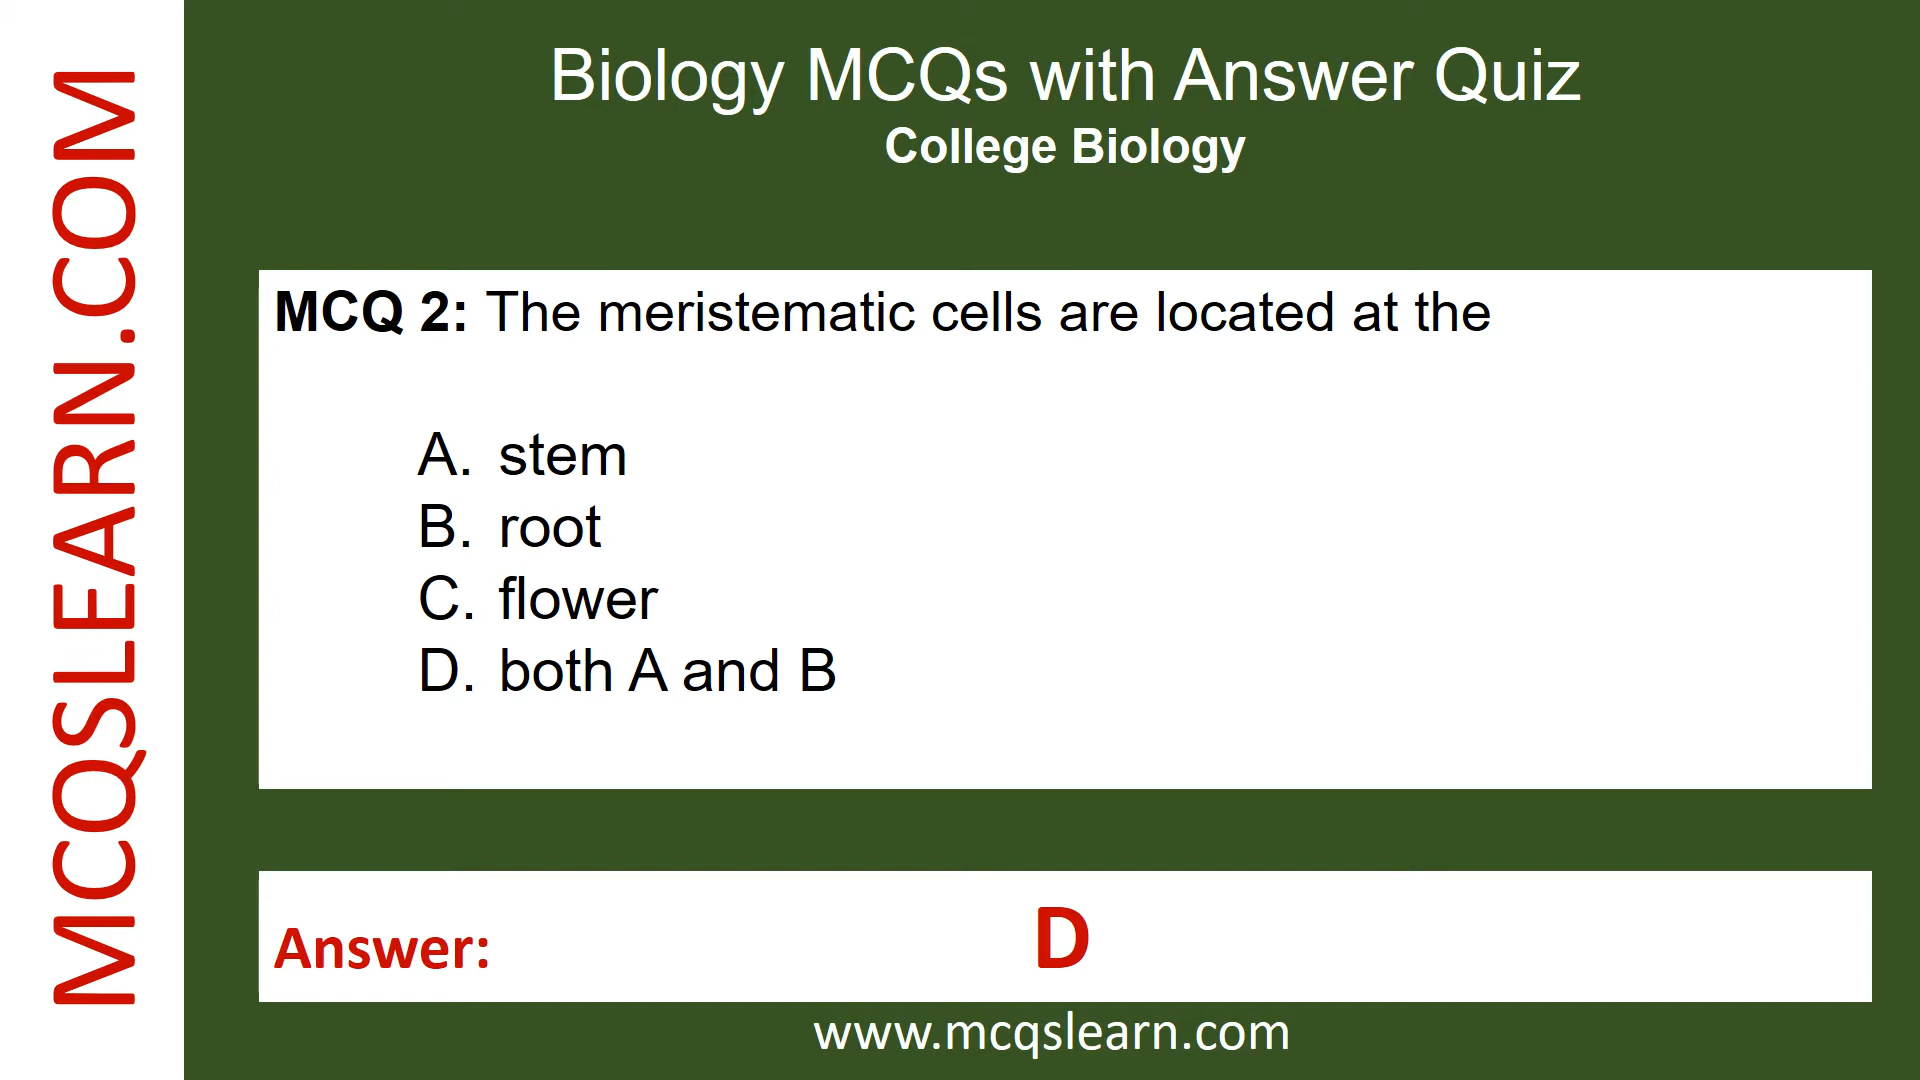 MCQSLEARN.COM
Biology MCQs with Answer Quiz
College Biology
MCQ 2: The meristematic cells are located at the
A. stem
B. root
C. flower
D. both A and B
Answer: D
www.mcqslearn.com